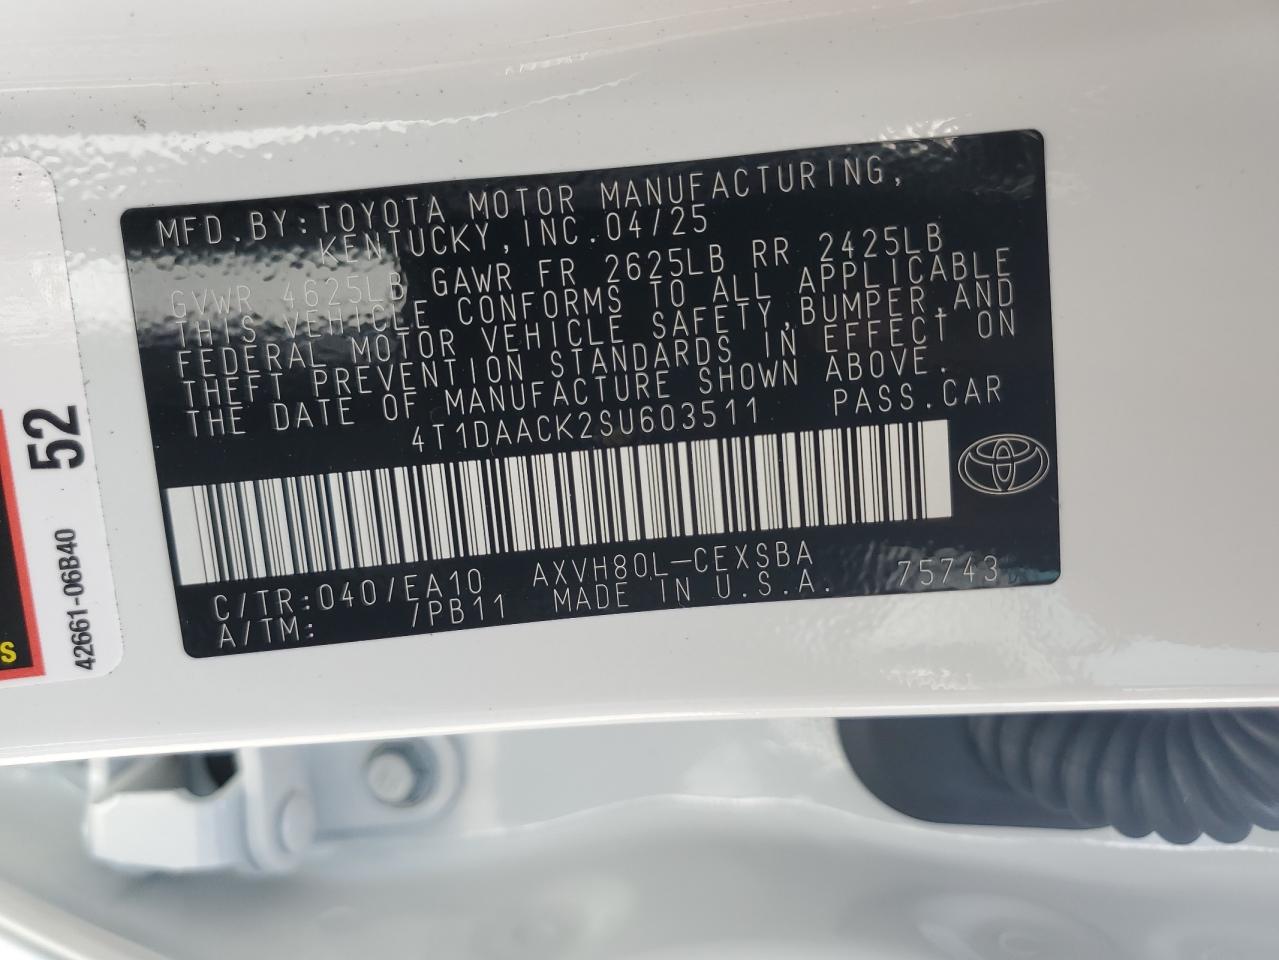 MFD.BY:TOYOTA MOTOR MANUFACTURING,
KENTUCKY,INC.04/25
GVWR 4625LB GAWR FR 2625LB RR 2425LB
THIS VEHICLE CONFORMS TO ALL APPLICABLE
FEDERAL MOTOR VEHICLE SAFETY,BUMPER,AND
THEFT PREVENTION STANDARDS IN EFFECT ON
THE DATE OF MANUFACTURE SHOWN ABOVE.
4T1DAACK2SU603511 PASS.CAR
C/TR:040/EA10 AXVH80L-CEXSBA 75743
A/TM: /PB11 MADE IN U.S.A.
52
42661-06B40
S